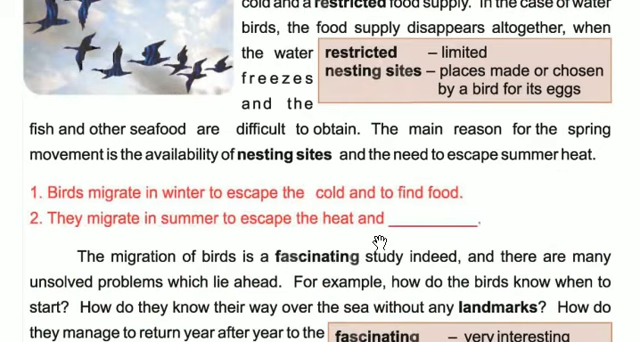 cold and a restricted food supply. In the case of water
birds, the food supply disappears altogether, when
the water
freezes
and the
restricted – limited
nesting sites – places made or chosen
by a bird for its eggs
fish and other seafood are difficult to obtain. The main reason for the spring
movement is the availability of nesting sites and the need to escape summer heat.
1. Birds migrate in winter to escape the cold and to find food.
2. They migrate in summer to escape the heat and __________.
The migration of birds is a fascinating study indeed, and there are many
unsolved problems which lie ahead. For example, how do the birds know when to
start? How do they know their way over the sea without any landmarks? How do
they manage to return year after year to the
fascinating – very interesting